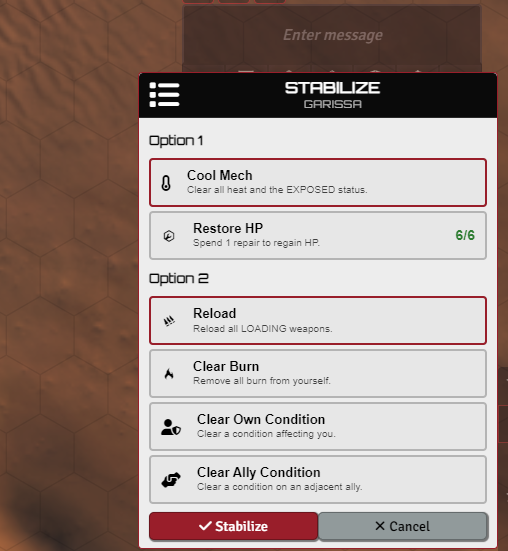 Enter message
STABILIZE
GARISSA
Option 1
Cool Mech
Clear all heat and the EXPOSED status.
Restore HP
Spend 1 repair to regain HP.
6/6
Option 2
Reload
Reload all LOADING weapons.
Clear Burn
Remove all burn from yourself.
Clear Own Condition
Clear a condition affecting you.
Clear Ally Condition
Clear a condition on an adjacent ally.
Stabilize
Cancel